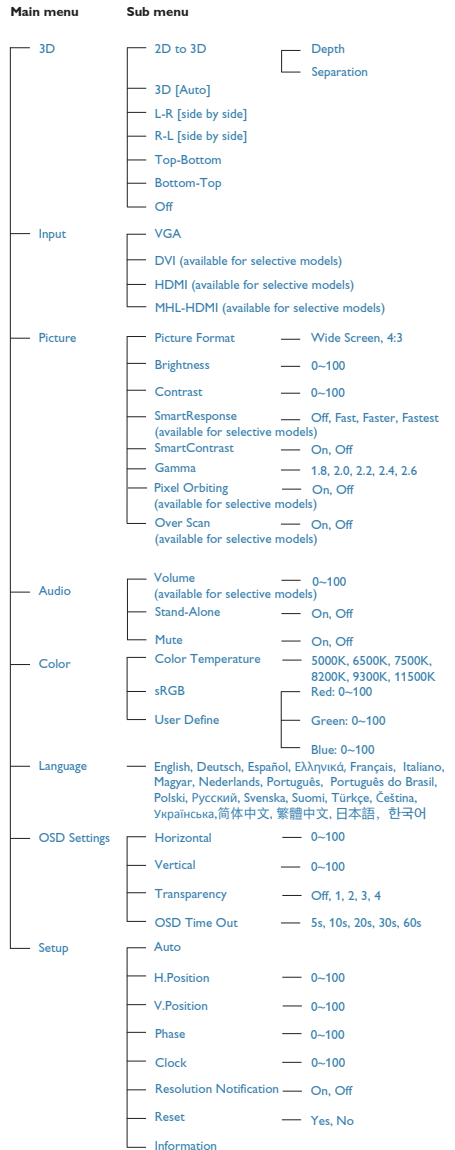 Main menu Sub menu
3D 2D to 3D Depth
Separation
3D [Auto]
L-R [side by side]
R-L [side by side]
Top-Bottom
Bottom-Top
Off
Input VGA
DVI (available for selective models)
HDMI (available for selective models)
MHL-HDMI (available for selective models)
Picture Picture Format Wide Screen, 4:3
Brightness 0~100
Contrast 0~100
SmartResponse Off, Fast, Faster, Fastest
(available for selective models)
SmartContrast On, Off
Gamma 1.8, 2.0, 2.2, 2.4, 2.6
Pixel Orbiting On, Off
(available for selective models)
Over Scan On, Off
(available for selective models)
Audio Volume 0~100
(available for selective models)
Stand-Alone On, Off
Mute On, Off
Color Color Temperature 5000K, 6500K, 7500K,
8200K, 9300K, 11500K
sRGB Red: 0~100
User Define Green: 0~100
Blue: 0~100
Language English, Deutsch, Español, Ελληνικά, Français, Italiano,
Magyar, Nederlands, Português, Português do Brasil,
Polski, Русский, Svenska, Suomi, Türkçe, Čeština,
Українська,简体中文, 繁體中文, 日本語, 한국어
OSD Settings Horizontal 0~100
Vertical 0~100
Transparency Off, 1, 2, 3, 4
OSD Time Out 5s, 10s, 20s, 30s, 60s
Setup Auto
H.Position 0~100
V.Position 0~100
Phase 0~100
Clock 0~100
Resolution Notification On, Off
Reset Yes, No
Information